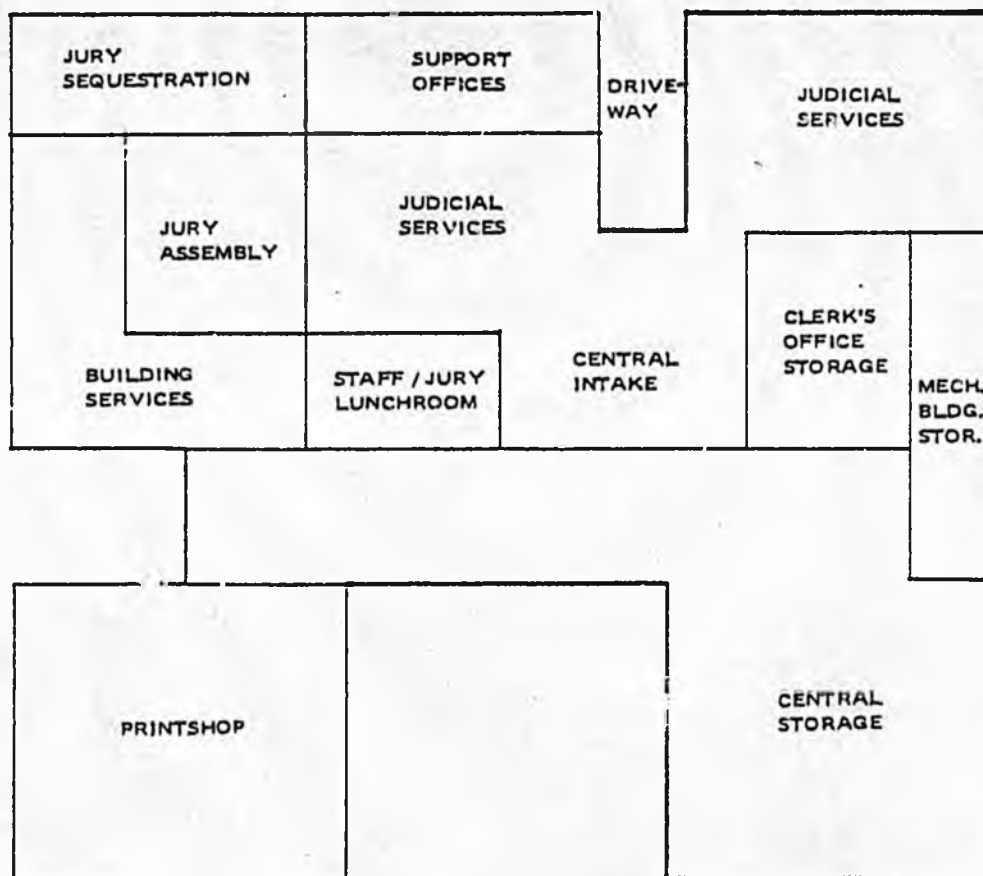 JURY
SEQUESTRATION
SUPPORT
OFFICES
DRIVE-
WAY
JUDICIAL
SERVICES
JURY
ASSEMBLY
JUDICIAL
SERVICES
BUILDING
SERVICES
STAFF / JURY
LUNCHROOM
CENTRAL
INTAKE
CLERK'S
OFFICE
STORAGE
MECH.
BLDG.
STOR.
PRINTSHOP
CENTRAL
STORAGE